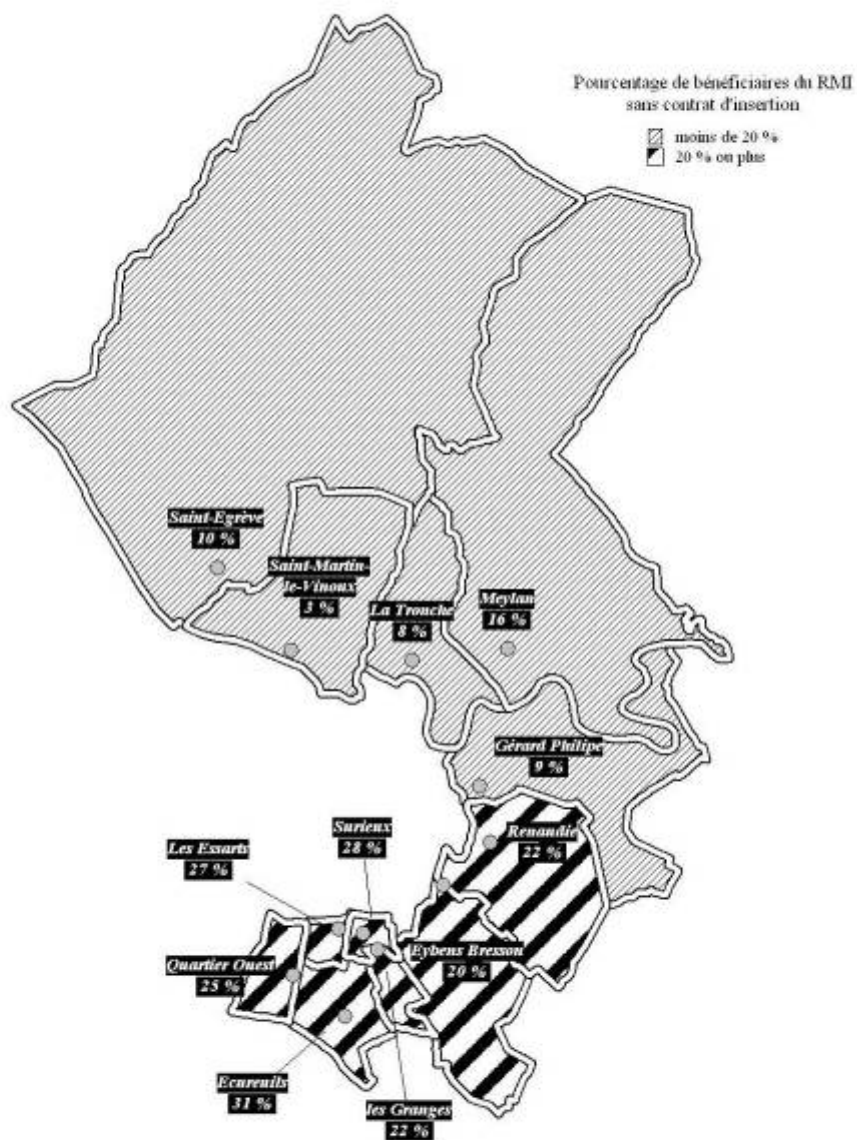 Pourcentage de bénéficiaires du RMI
sans contrat d'insertion
moins de 20 %
20 % ou plus
Saint-Egrève
10 %
Saint-Martin-
le-Vinoux
3 %
La Tronche
8 %
Meylan
16 %
Gérard Philipe
9 %
Surieux
28 %
Renaudie
22 %
Les Essarts
27 %
Eybens Bresson
20 %
Quartier Ouest
25 %
Ecureuils
31 %
les Granges
22 %